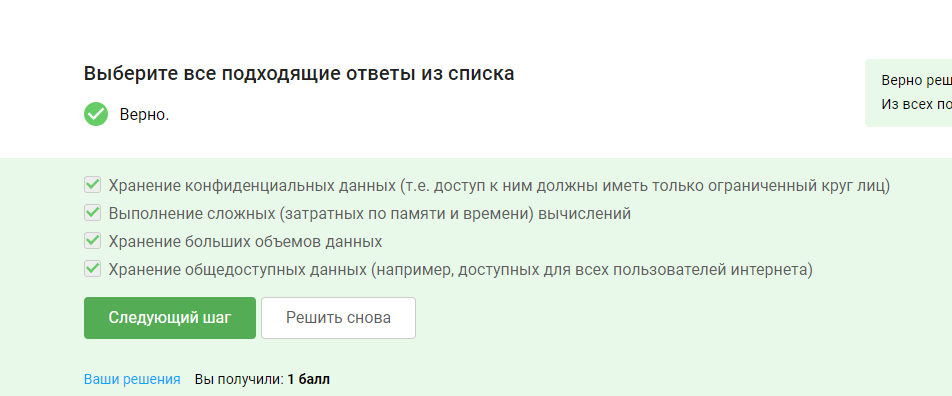 Выберите все подходящие ответы из списка
Верно.
Верно
Из всех
Хранение конфиденциальных данных (т.е. доступ к ним должны иметь только ограниченный круг лиц)
Выполнение сложных (затратных по памяти и времени) вычислений
Хранение больших объемов данных
Хранение общедоступных данных (например, доступных для всех пользователей интернета)
Следующий шаг
Решить снова
Ваши решения Вы получили: 1 балл